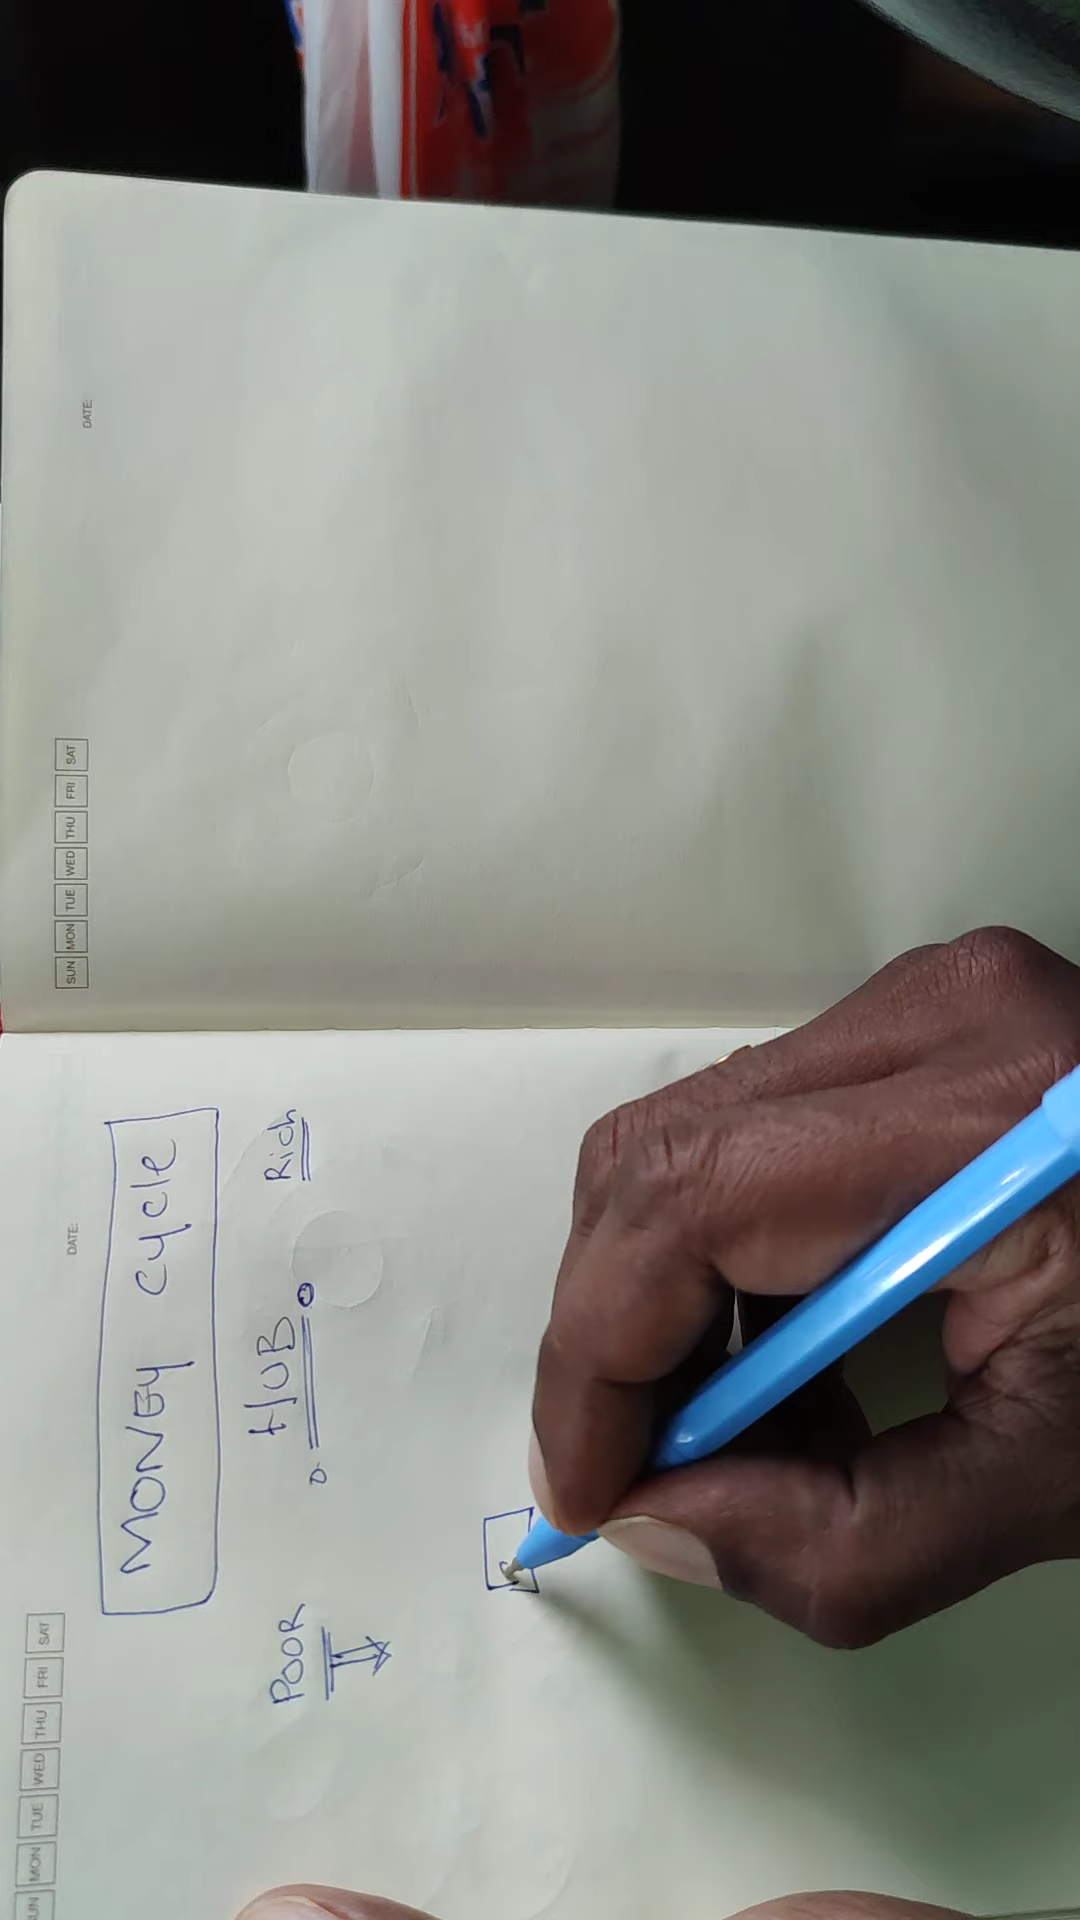 SUN MON TUE WED THU FRI SAT
DATE:
SUN MON TUE WED THU FRI SAT
DATE:
MONEY CYCLE
POOR HUB Rich